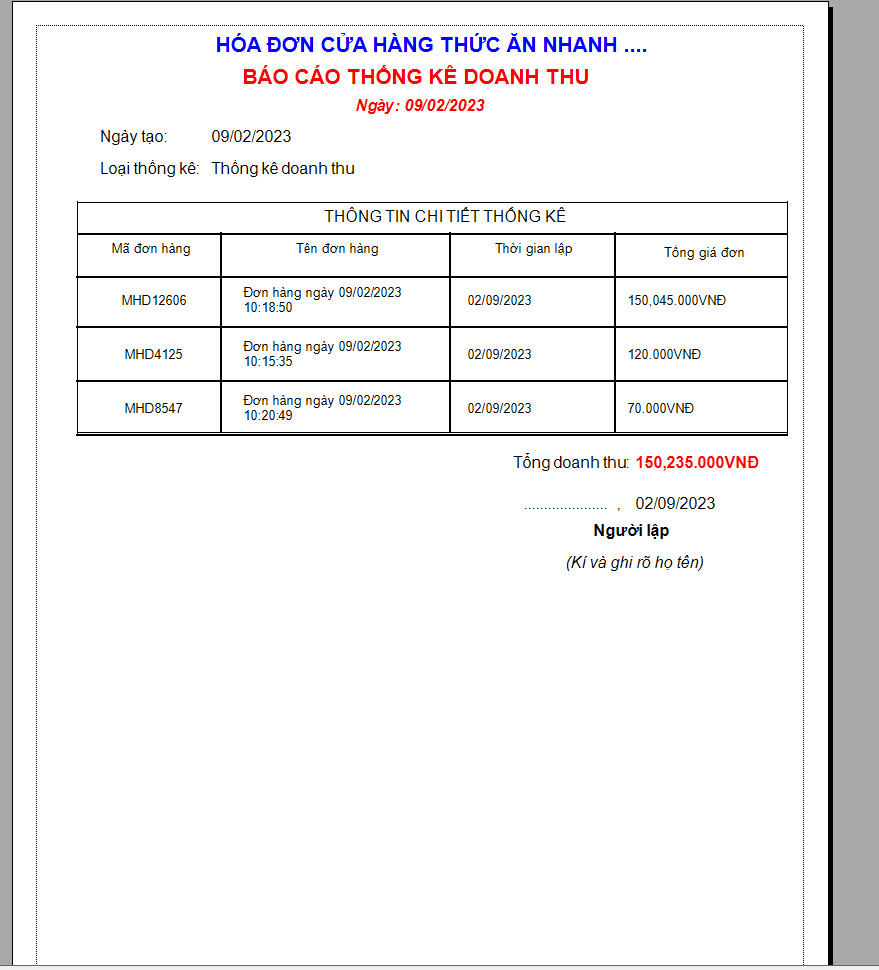 HÓA ĐƠN CỬA HÀNG THỨC ĂN NHANH ....
BÁO CÁO THỐNG KÊ DOANH THU
Ngày: 09/02/2023
Ngày tạo: 09/02/2023
Loại thống kê: Thống kê doanh thu
THÔNG TIN CHI TIẾT THỐNG KÊ
Mã đơn hàng Tên đơn hàng Thời gian lập Tổng giá đơn
MHD12606 Đơn hàng ngày 09/02/2023 02/09/2023 150,045.000VNĐ
10:18:50
MHD4125 Đơn hàng ngày 09/02/2023 02/09/2023 120.000VNĐ
10:15:35
MHD8547 Đơn hàng ngày 09/02/2023 02/09/2023 70.000VNĐ
10:20:49
Tổng doanh thu: 150,235.000VNĐ
..................... , 02/09/2023
Người lập
(Kí và ghi rõ họ tên)